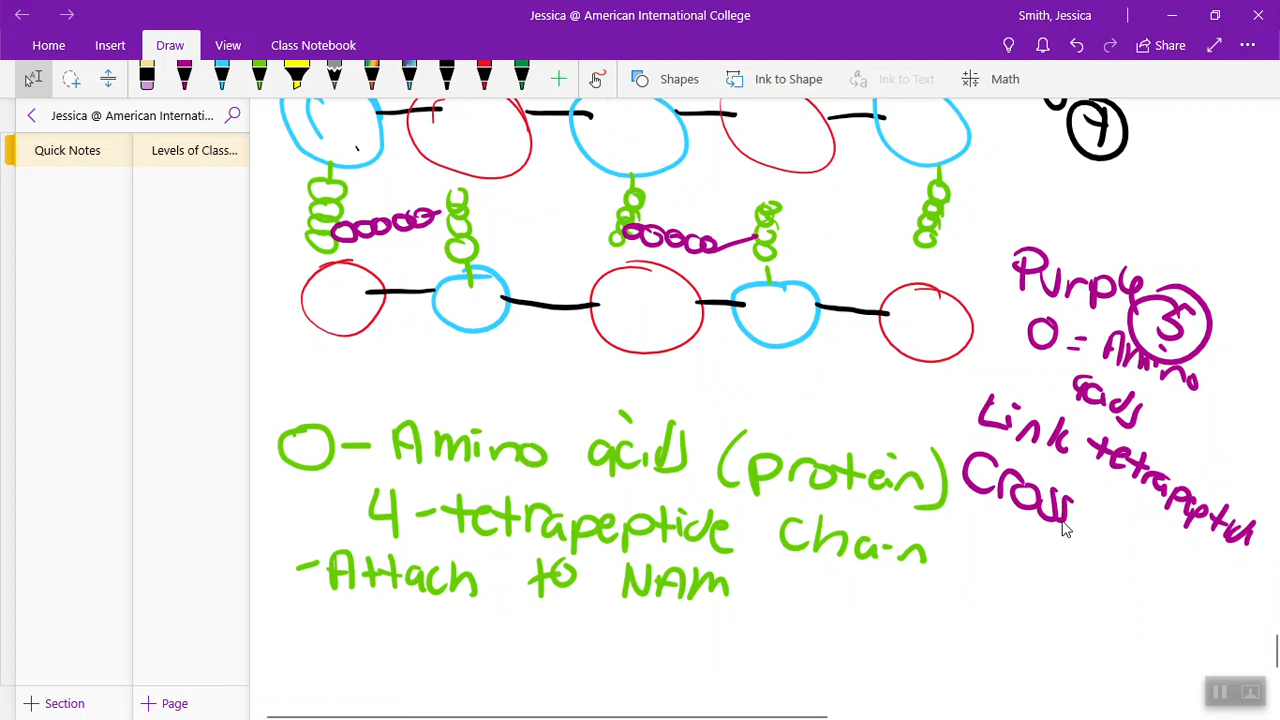 Jessica @ American International College
Smith, Jessica
Home Insert Draw View Class Notebook
Share
Shapes
Ink to Shape
Ink to Text
Math
Jessica @ American Internati...
Quick Notes
Levels of Class...
4
Purple 5
O = Amino
acids
Link tetrapeptide
Cross
O - Amino acids (protein)
4 - tetrapeptide chain
- Attach to NAM
+ Section
+ Page